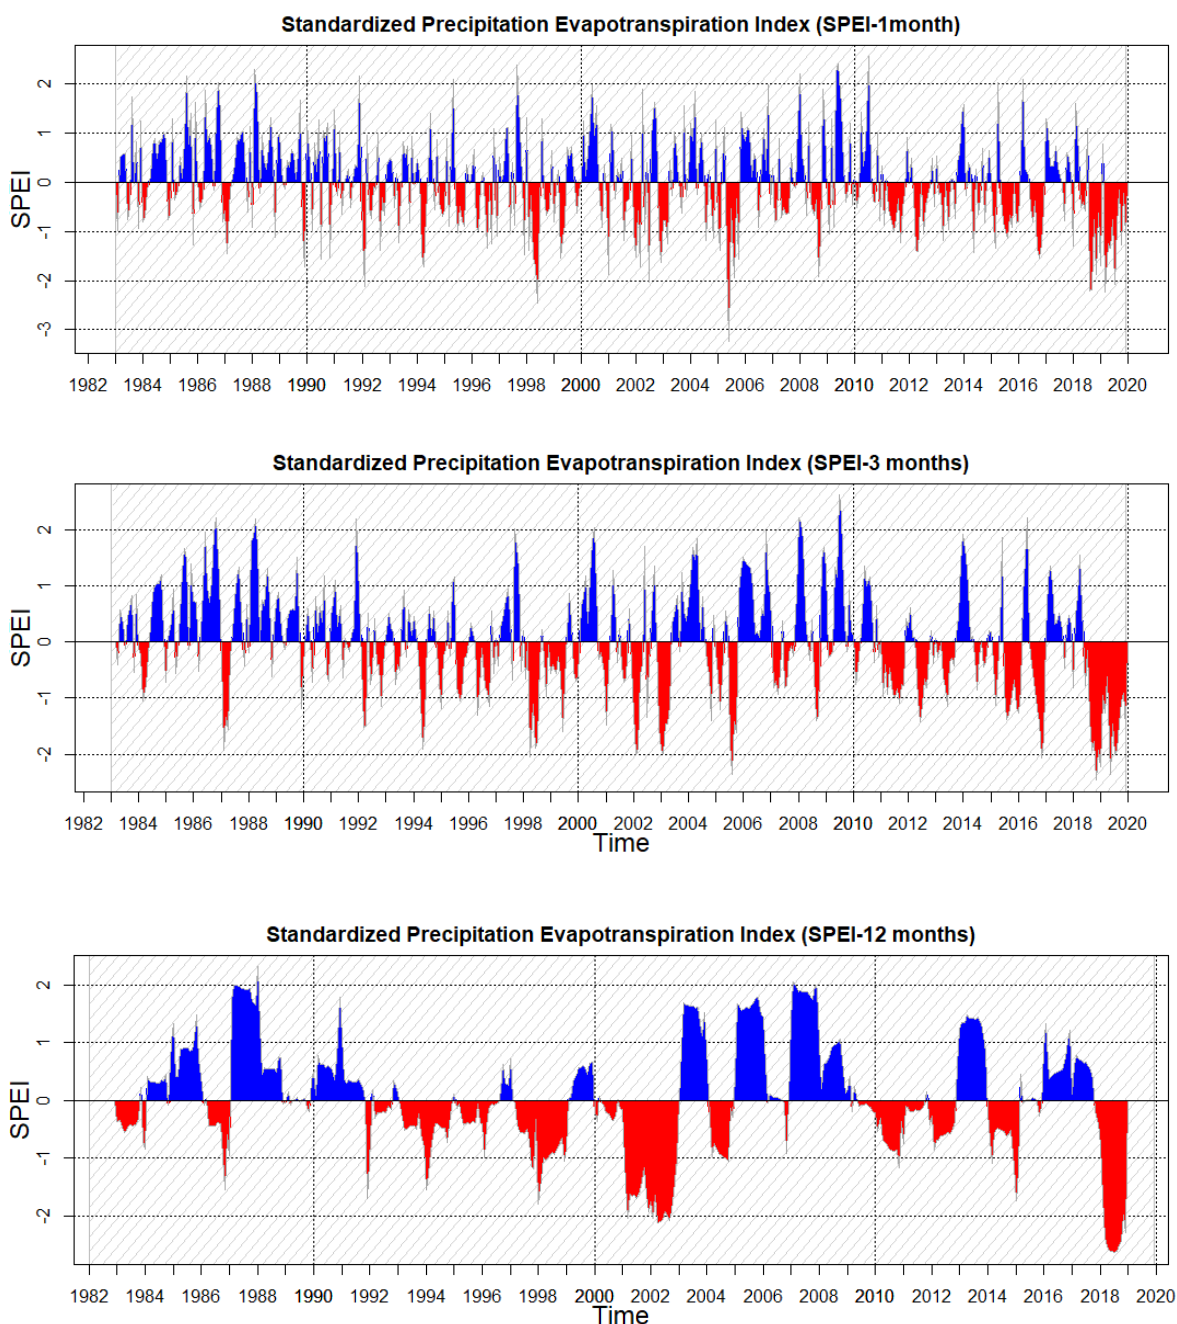 Standardized Precipitation Evapotranspiration Index (SPEI-1month)
SPEI
2
1
0
-1
-2
-3
1982 1984 1986 1988 1990 1992 1994 1996 1998 2000 2002 2004 2006 2008 2010 2012 2014 2016 2018 2020
Standardized Precipitation Evapotranspiration Index (SPEI-3 months)
SPEI
2
1
0
-1
-2
1982 1984 1986 1988 1990 1992 1994 1996 1998 2000 2002 2004 2006 2008 2010 2012 2014 2016 2018 2020
Time
Standardized Precipitation Evapotranspiration Index (SPEI-12 months)
SPEI
2
1
0
-1
-2
1982 1984 1986 1988 1990 1992 1994 1996 1998 2000 2002 2004 2006 2008 2010 2012 2014 2016 2018 2020
Time